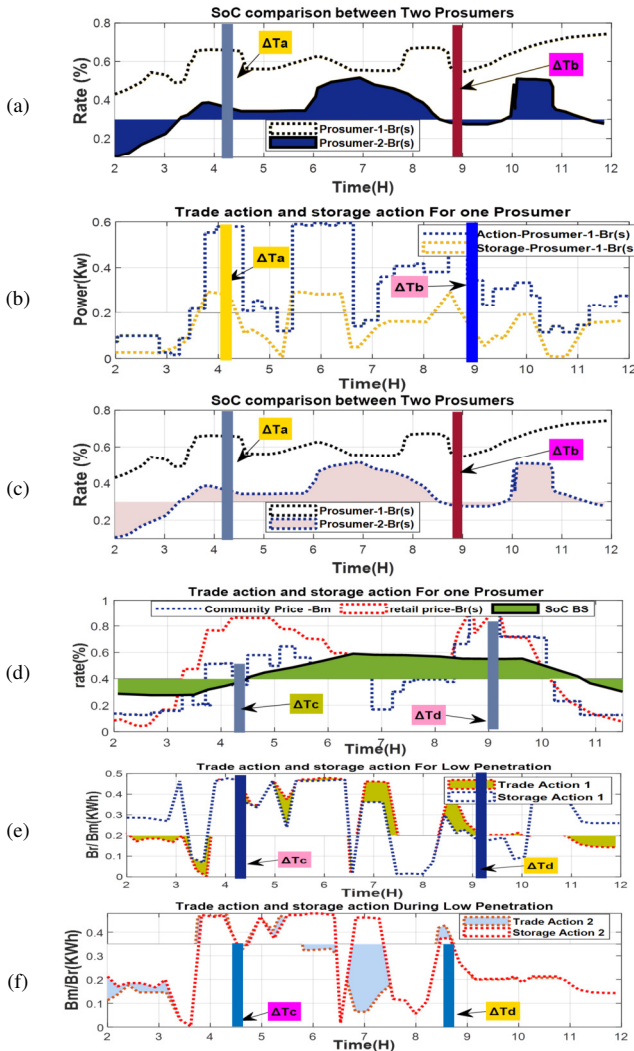 SoC comparison between Two Prosumers
(a)
Rate (%)
0.8
0.6
0.4
0.2
ΔTa
ΔTb
Prosumer-1-Br(s)
Prosumer-2-Br(s)
2 3 4 5 6 7 8 9 10 11 12
Time(H)
Trade action and storage action For one Prosumer
(b)
Power(Kw)
0.6
0.4
0.2
0
ΔTa
ΔTb
Action-Prosumer-1-Br(s)
Storage-Prosumer-1-Br(s)
2 3 4 5 6 7 8 9 10 11 12
Time(H)
SoC comparison between Two Prosumers
(c)
Rate (%)
0.8
0.6
0.4
0.2
ΔTa
ΔTb
Prosumer-1-Br(s)
Prosumer-2-Br(s)
2 3 4 5 6 7 8 9 10 11 12
Time(H)
Trade action and storage action For one Prosumer
(d)
rate(%)
1
0.8
0.6
0.4
0.2
0
Community Price -Bm
retail price-Br(s)
SoC BS
ΔTc
ΔTd
2 3 4 5 6 7 8 9 10 11
Time(H)
Trade action and storage action For Low Penetration
(e)
Br/ Bm(KWh)
0.5
0.4
0.3
0.2
0.1
0
Trade Action 1
Storage Action 1
ΔTc
ΔTd
2 3 4 5 6 7 8 9 10 11 12
Time(H)
Trade action and storage action During Low Penetration
(f)
Bm/Br(KWh)
0.4
0.3
0.2
0.1
0
Trade Action 2
Storage Action 2
ΔTc
ΔTd
2 3 4 5 6 7 8 9 10 11 12
Time(H)